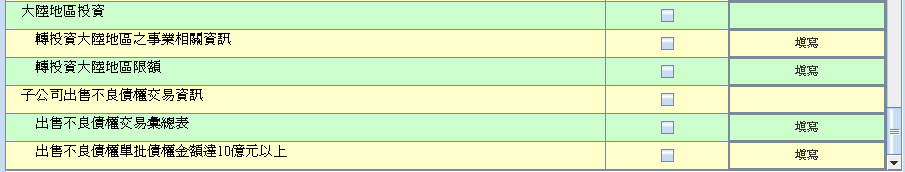 大陸地區投資
轉投資大陸地區之事業相關資訊 填寫
轉投資大陸地區限額 填寫
子公司出售不良債權交易資訊
出售不良債權交易彙總表 填寫
出售不良債權單批債權金額達10億元以上 填寫